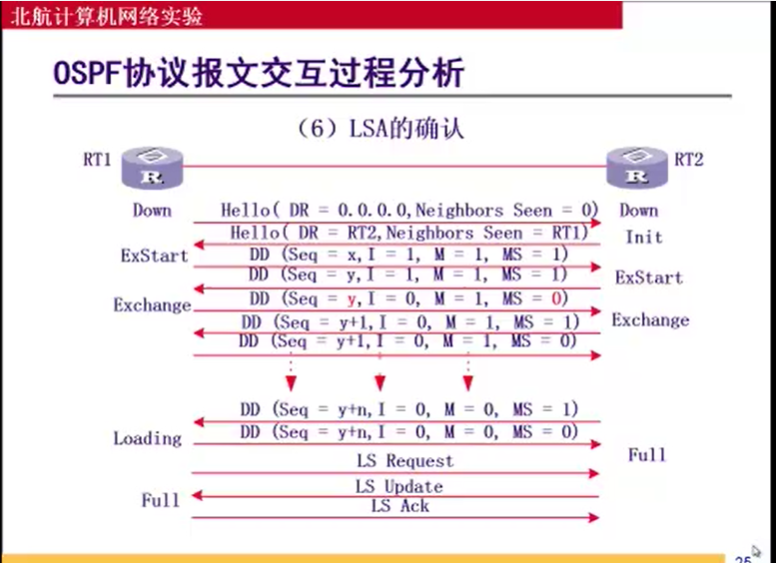 北航计算机网络实验
OSPF协议报文交互过程分析
（6）LSA的确认
RT1
R
R
RT2
Down
Hello( DR = 0.0.0.0,Neighbors Seen = 0)
Down
Hello( DR = RT2,Neighbors Seen = RT1)
Init
ExStart
DD (Seq = x,I = 1, M = 1, MS = 1)
DD (Seq = y,I = 1, M = 1, MS = 1)
ExStart
Exchange
DD (Seq = y,I = 0, M = 1, MS = 0)
DD (Seq = y+1,I = 0, M = 1, MS = 1)
Exchange
DD (Seq = y+1,I = 0, M = 1, MS = 0)
DD (Seq = y+n,I = 0, M = 0, MS = 1)
Loading
DD (Seq = y+n,I = 0, M = 0, MS = 0)
Full
LS Request
LS Update
Full
LS Ack
25